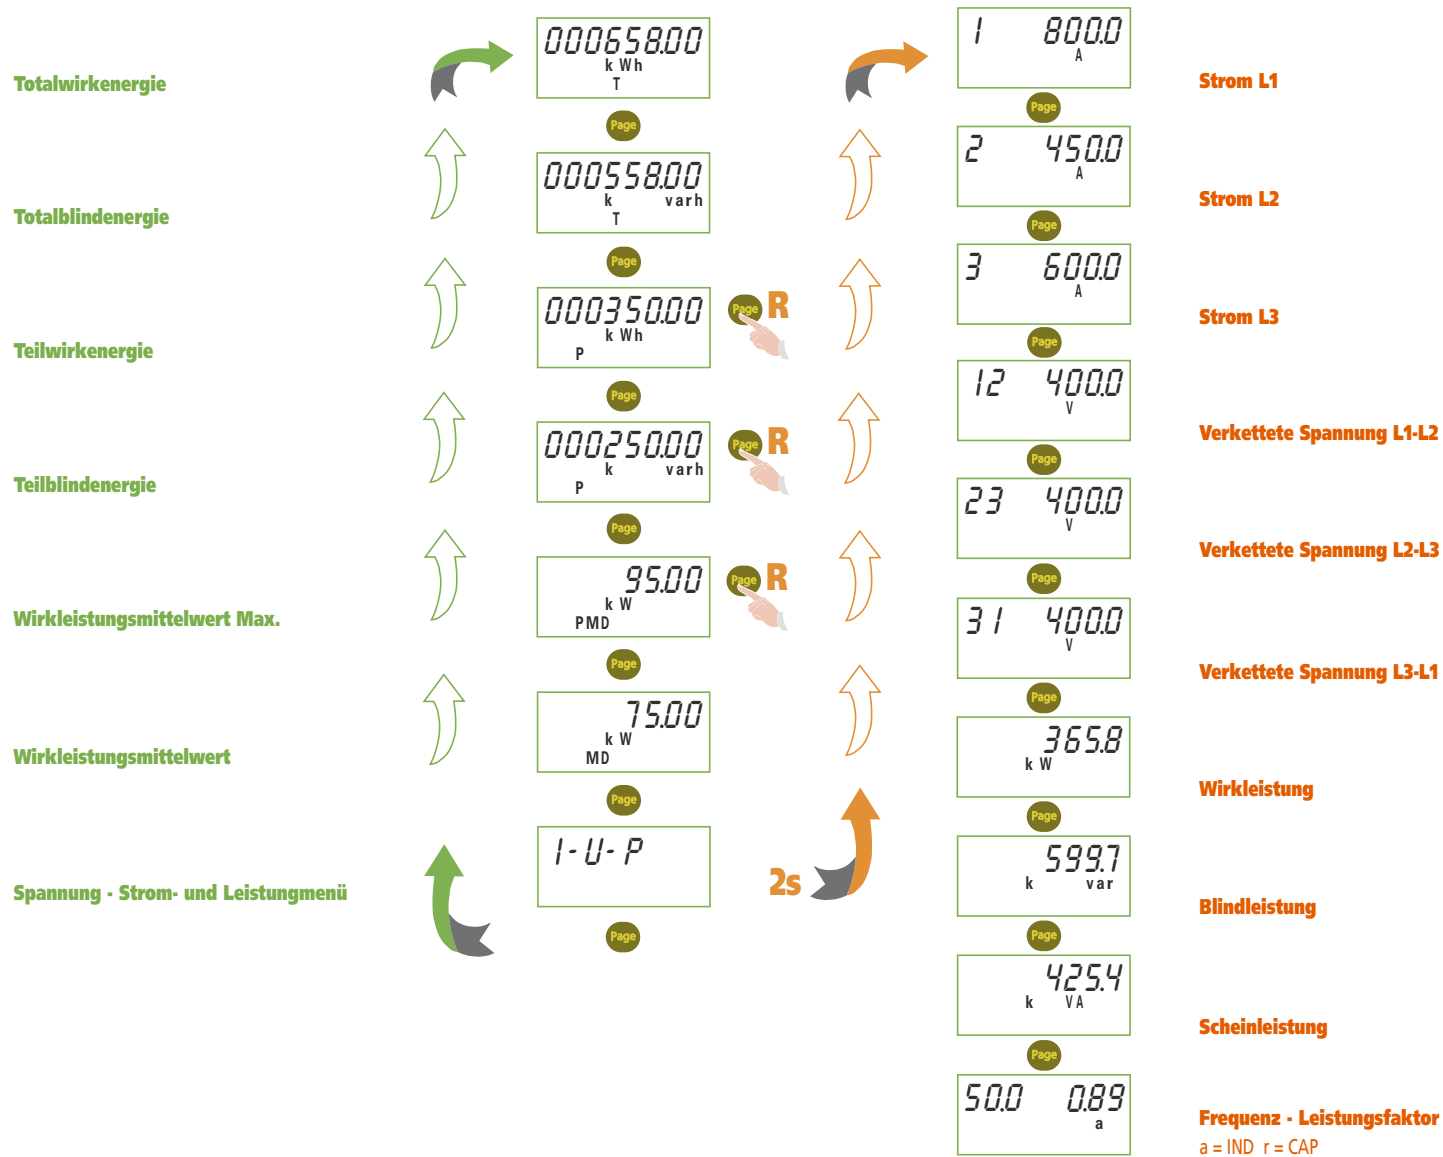 Totalwirkenergie
000658.00
k Wh
T
Page
Totalblindenergie
000558.00
k varh
T
Page
Teilwirkenergie
000350.00
k Wh
P
Page R
Page
Teilblindenergie
000250.00
k varh
P
Page R
Page
Wirkleistungsmittelwert Max.
95.00
k W
PMD
Page R
Page
Wirkleistungsmittelwert
75.00
k W
MD
Page
Spannung - Strom- und Leistungmenü
I-U-P
Page
2s
1 800.0
A
Strom L1
Page
2 450.0
A
Strom L2
Page
3 600.0
A
Strom L3
Page
12 400.0
V
Verkettete Spannung L1-L2
Page
23 400.0
V
Verkettete Spannung L2-L3
Page
31 400.0
V
Verkettete Spannung L3-L1
Page
365.8
k W
Wirkleistung
Page
599.7
k var
Blindleistung
Page
425.4
k VA
Scheinleistung
Page
50.0 0.89
a
Frequenz - Leistungsfaktor
a = IND r = CAP